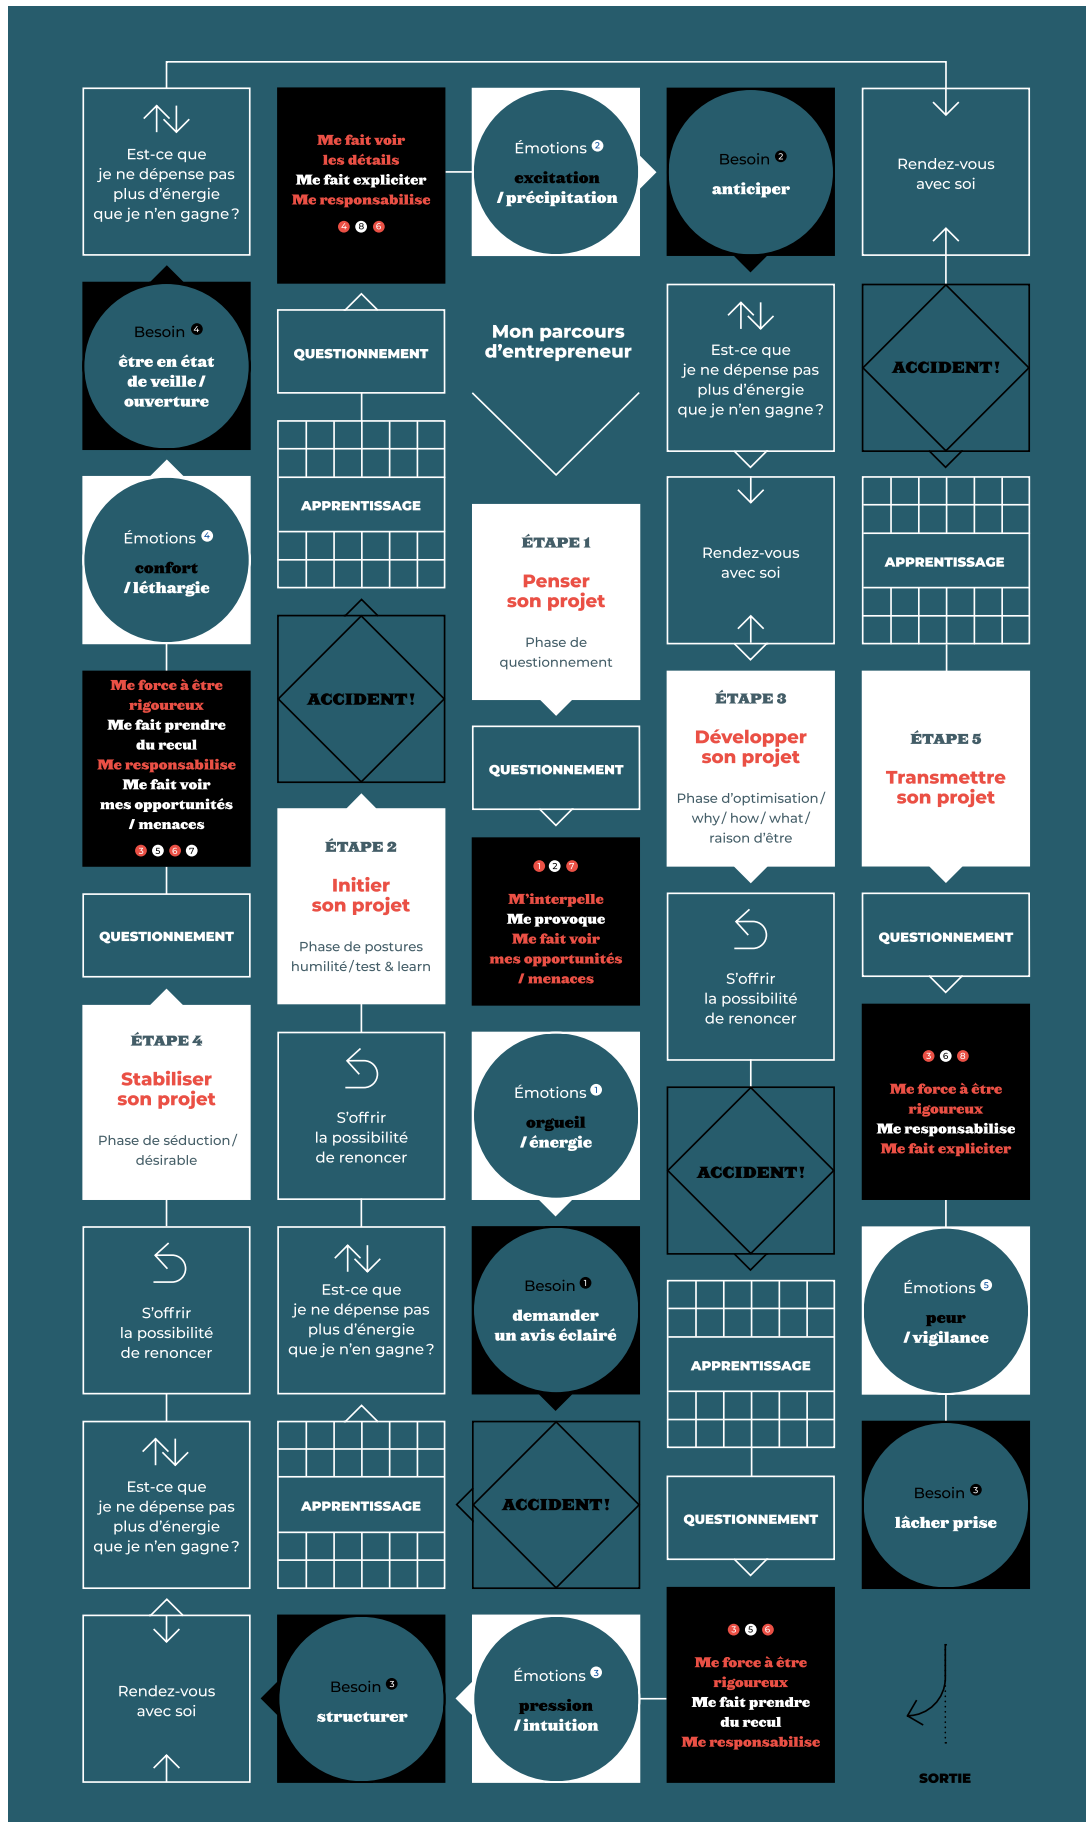 Mon parcours
d’entrepreneur
ÉTAPE 1
Penser
son projet
Phase de
questionnement
QUESTIONNEMENT
1 2 7
M’interpelle
Me provoque
Me fait voir
mes opportunités
/ menaces
Émotions 1
orgueil
/ énergie
Besoin 1
demander
un avis éclairé
ACCIDENT !
APPRENTISSAGE
Est-ce que
je ne dépense pas
plus d’énergie
que je n’en gagne ?
S’offrir
la possibilité
de renoncer
ÉTAPE 2
Initier
son projet
Phase de postures
humilité / test & learn
ACCIDENT !
APPRENTISSAGE
QUESTIONNEMENT
Me fait voir
les détails
Me fait expliciter
Me responsabilise
4 8 6
Émotions 2
excitation
/ précipitation
Besoin 2
anticiper
Est-ce que
je ne dépense pas
plus d’énergie
que je n’en gagne ?
Rendez-vous
avec soi
ÉTAPE 3
Développer
son projet
Phase d’optimisation /
why / how / what /
raison d’être
S’offrir
la possibilité
de renoncer
ACCIDENT !
APPRENTISSAGE
QUESTIONNEMENT
3 5 6
Me force à être
rigoureux
Me fait prendre
du recul
Me responsabilise
Émotions 3
pression
/ intuition
Besoin 3
structurer
Rendez-vous
avec soi
Est-ce que
je ne dépense pas
plus d’énergie
que je n’en gagne ?
S’offrir
la possibilité
de renoncer
ÉTAPE 4
Stabiliser
son projet
Phase de séduction /
désirable
QUESTIONNEMENT
Me force à être
rigoureux
Me fait prendre
du recul
Me responsabilise
Me fait voir
mes opportunités
/ menaces
3 5 6 7
Émotions 4
confort
/ léthargie
Besoin 4
être en état
de veille /
ouverture
Est-ce que
je ne dépense pas
plus d’énergie
que je n’en gagne ?
Rendez-vous
avec soi
ACCIDENT !
APPRENTISSAGE
ÉTAPE 5
Transmettre
son projet
QUESTIONNEMENT
3 6 8
Me force à être
rigoureux
Me responsabilise
Me fait expliciter
Émotions 5
peur
/ vigilance
Besoin 3
lâcher prise
SORTIE